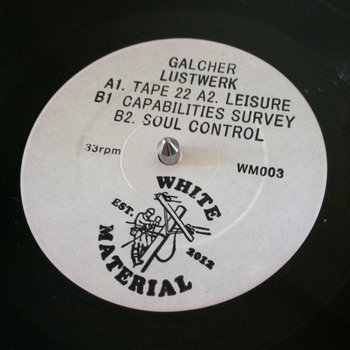 GALCHER
LUSTWERK
A1. TAPE 22 A2. LEISURE
B1 CAPABILITIES SURVEY
B2. SOUL CONTROL
33rpm
WM003
WHITE
EST. 2012
MATERIAL